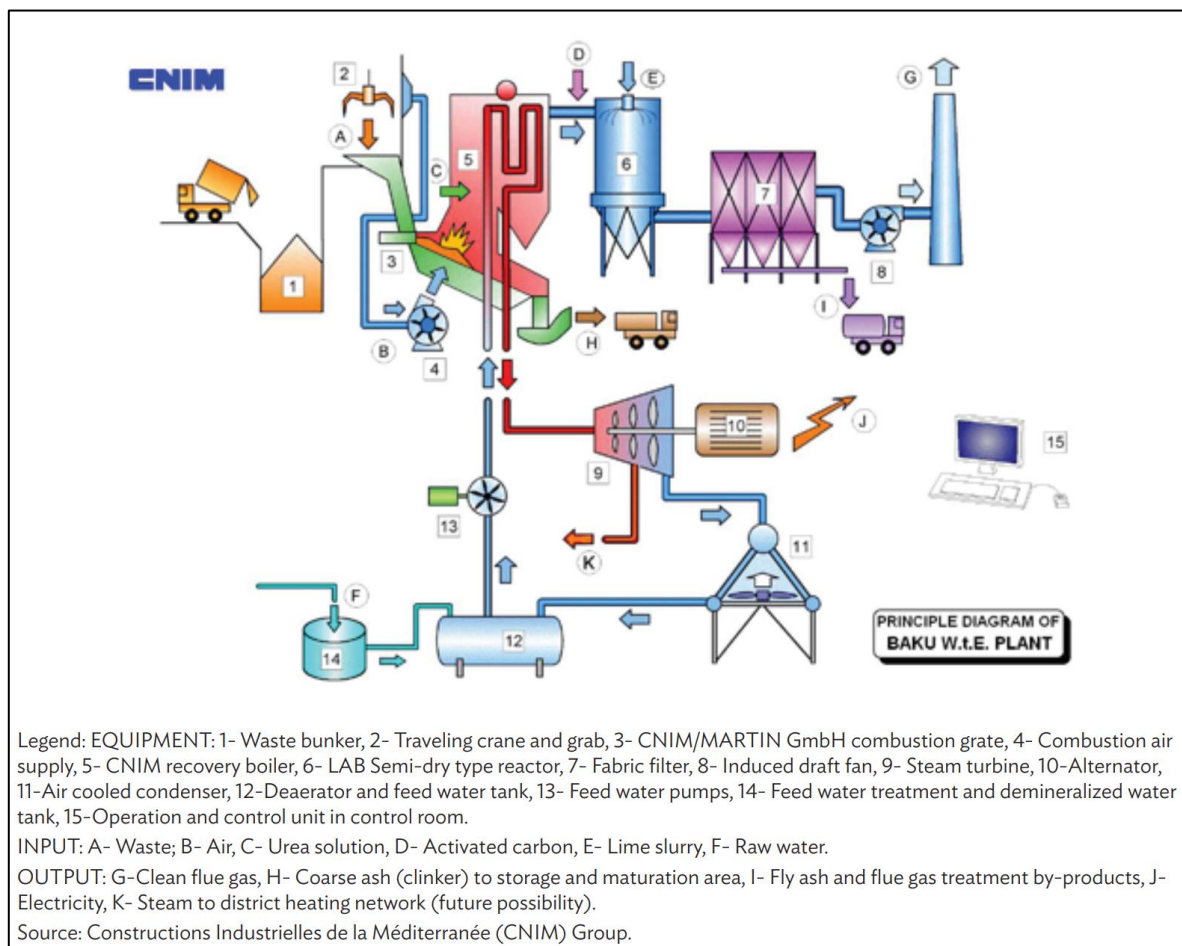 CNIM
2
D
E
G
A
C
5
6
7
3
1
B
4
H
8
I
10
J
9
15
13
K
11
F
14
12
PRINCIPLE DIAGRAM OF
BAKU W.t.E. PLANT
Legend: EQUIPMENT: 1- Waste bunker, 2- Traveling crane and grab, 3- CNIM/MARTIN GmbH combustion grate, 4- Combustion air
supply, 5- CNIM recovery boiler, 6- LAB Semi-dry type reactor, 7- Fabric filter, 8- Induced draft fan, 9- Steam turbine, 10-Alternator,
11-Air cooled condenser, 12-Deaerator and feed water tank, 13- Feed water pumps, 14- Feed water treatment and demineralized water
tank, 15-Operation and control unit in control room.
INPUT: A- Waste; B- Air, C- Urea solution, D- Activated carbon, E- Lime slurry, F- Raw water.
OUTPUT: G-Clean flue gas, H- Coarse ash (clinker) to storage and maturation area, I- Fly ash and flue gas treatment by-products, J-
Electricity, K- Steam to district heating network (future possibility).
Source: Constructions Industrielles de la Méditerranée (CNIM) Group.